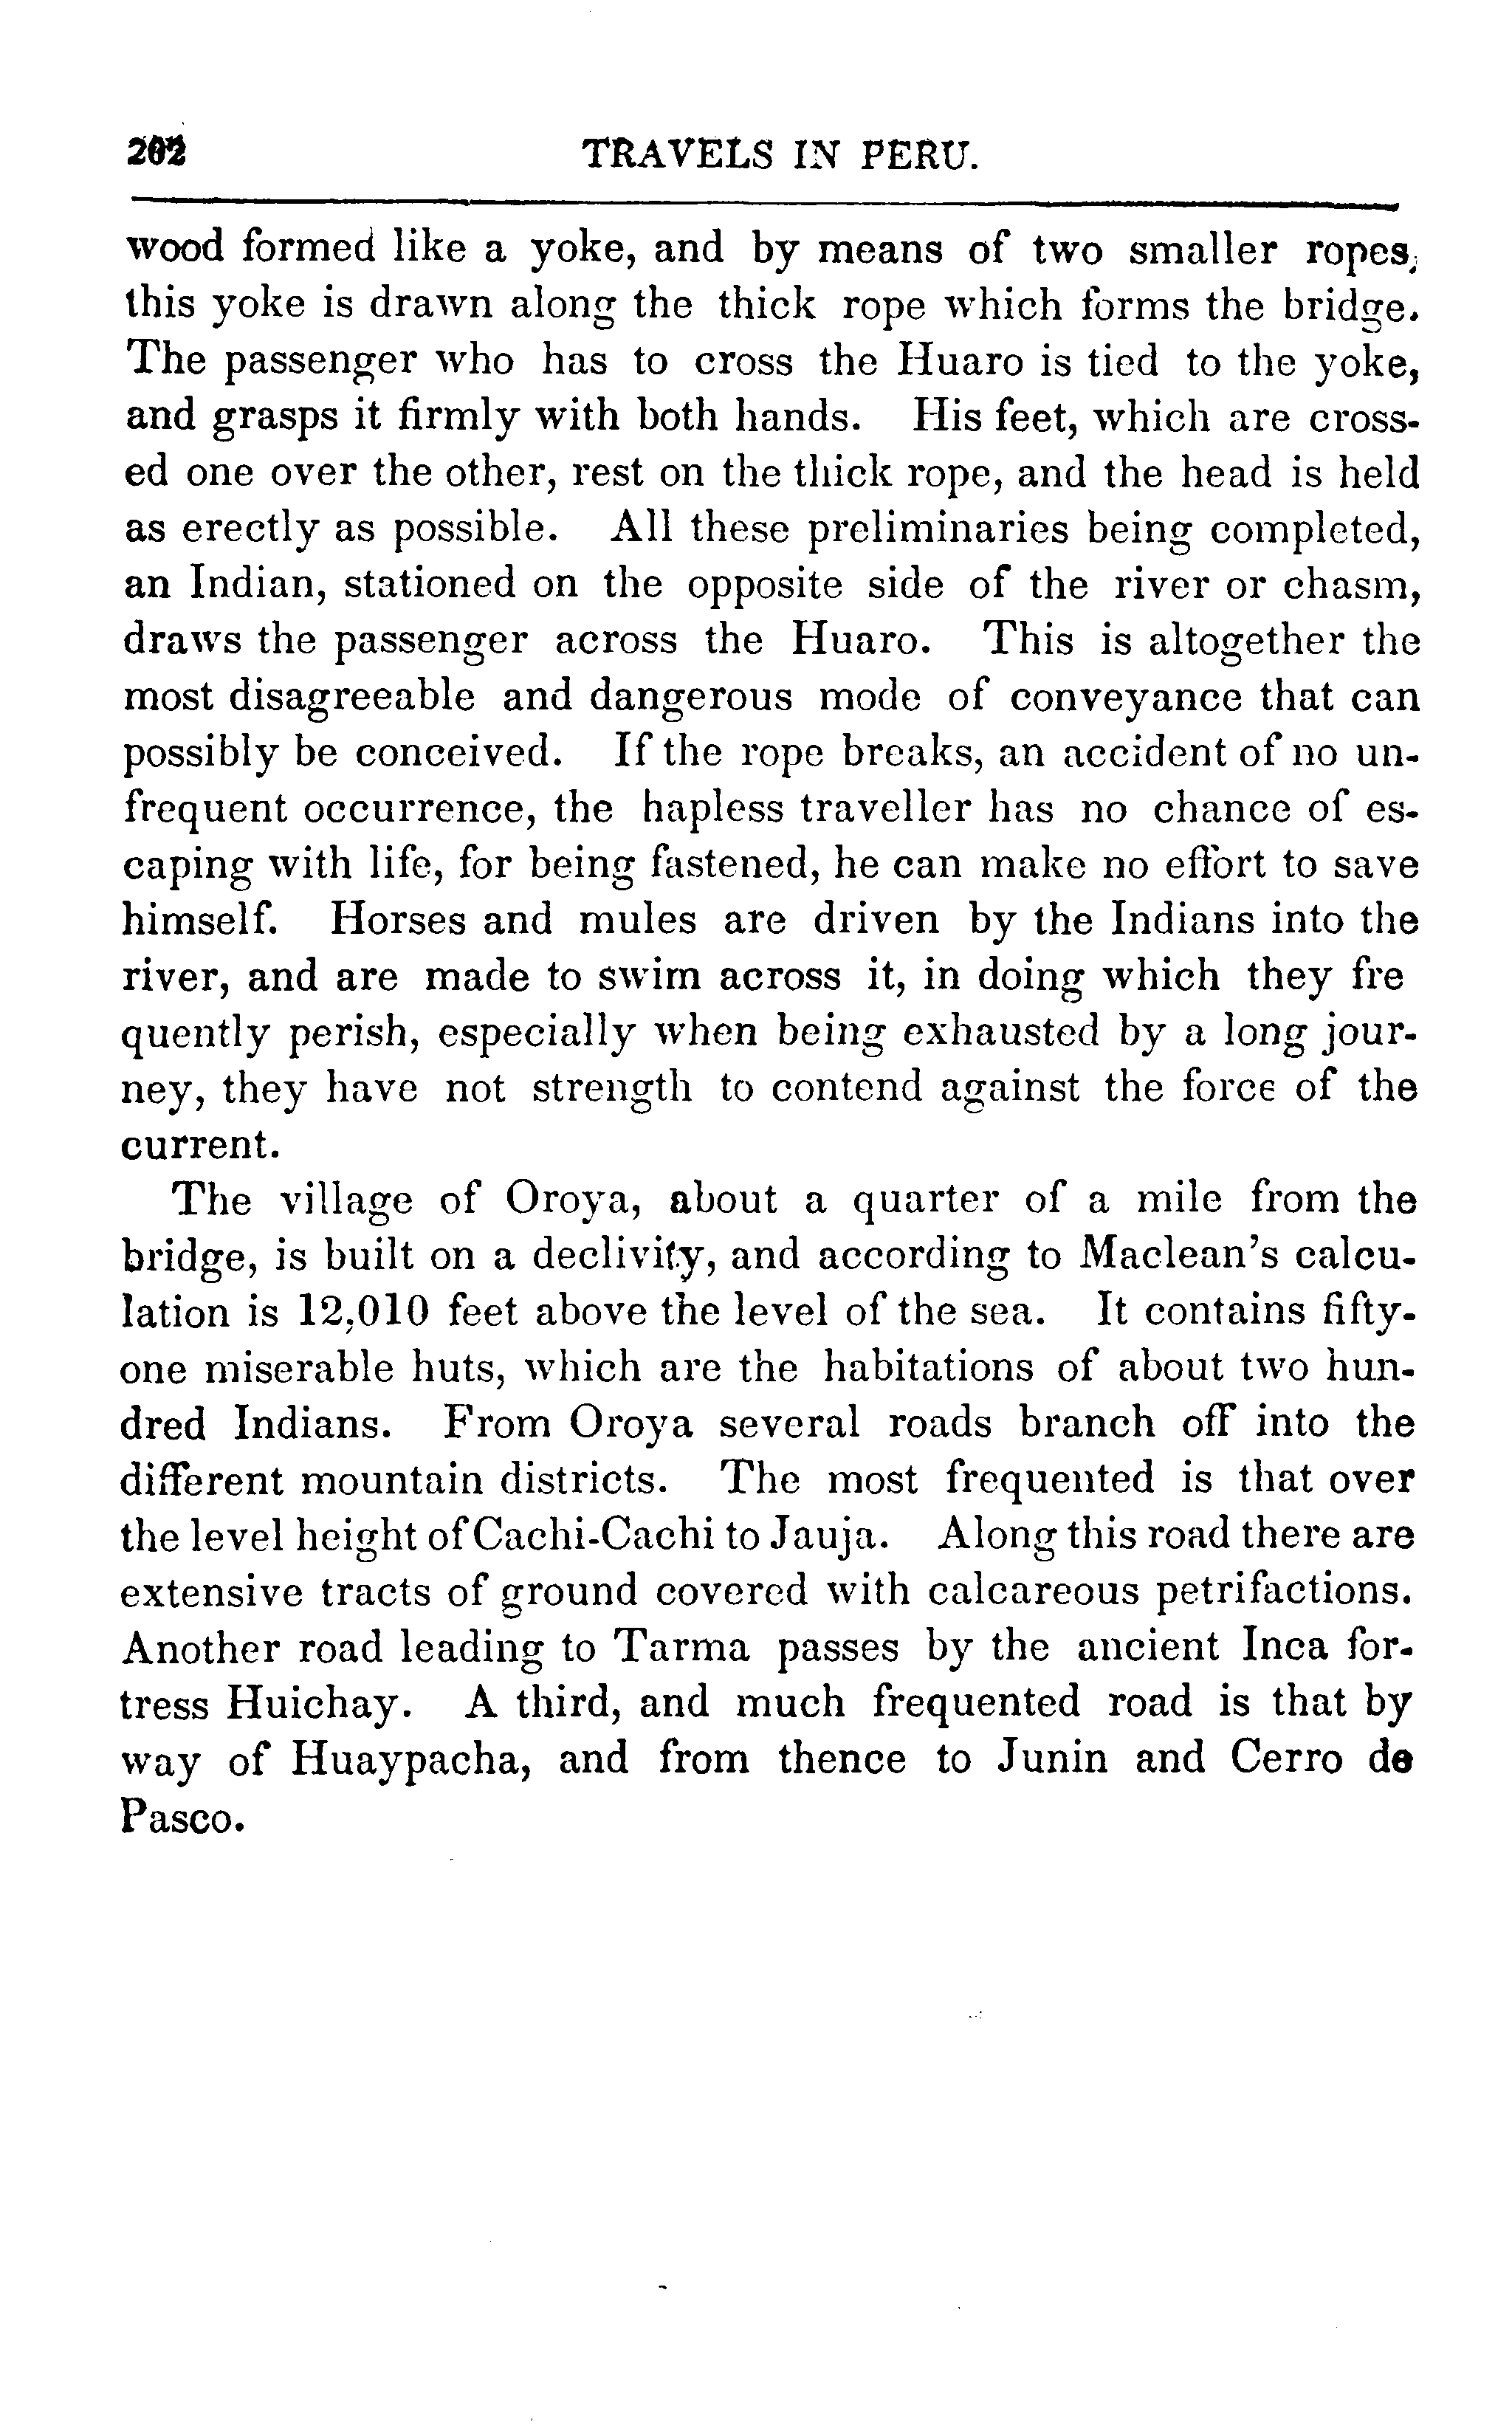 202 TRAVELS IN PERU.
wood formed like a yoke, and by means of two smaller ropes,
this yoke is drawn along the thick rope which forms the bridge.
The passenger who has to cross the Huaro is tied to the yoke,
and grasps it firmly with both hands. His feet, which are cross-
ed one over the other, rest on the thick rope, and the head is held
as erectly as possible. All these preliminaries being completed,
an Indian, stationed on the opposite side of the river or chasm,
draws the passenger across the Huaro. This is altogether the
most disagreeable and dangerous mode of conveyance that can
possibly be conceived. If the rope breaks, an accident of no un-
frequent occurrence, the hapless traveller has no chance of es-
caping with life, for being fastened, he can make no effort to save
himself. Horses and mules are driven by the Indians into the
river, and are made to swim across it, in doing which they fre
quently perish, especially when being exhausted by a long jour-
ney, they have not strength to contend against the force of the
current.
The village of Oroya, about a quarter of a mile from the
bridge, is built on a declivity, and according to Maclean's calcu-
lation is 12,010 feet above the level of the sea. It contains fifty-
one miserable huts, which are the habitations of about two hun-
dred Indians. From Oroya several roads branch off into the
different mountain districts. The most frequented is that over
the level height of Cachi-Cachi to Jauja. Along this road there are
extensive tracts of ground covered with calcareous petrifactions.
Another road leading to Tarma passes by the ancient Inca for-
tress Huichay. A third, and much frequented road is that by
way of Huaypacha, and from thence to Junin and Cerro de
Pasco.